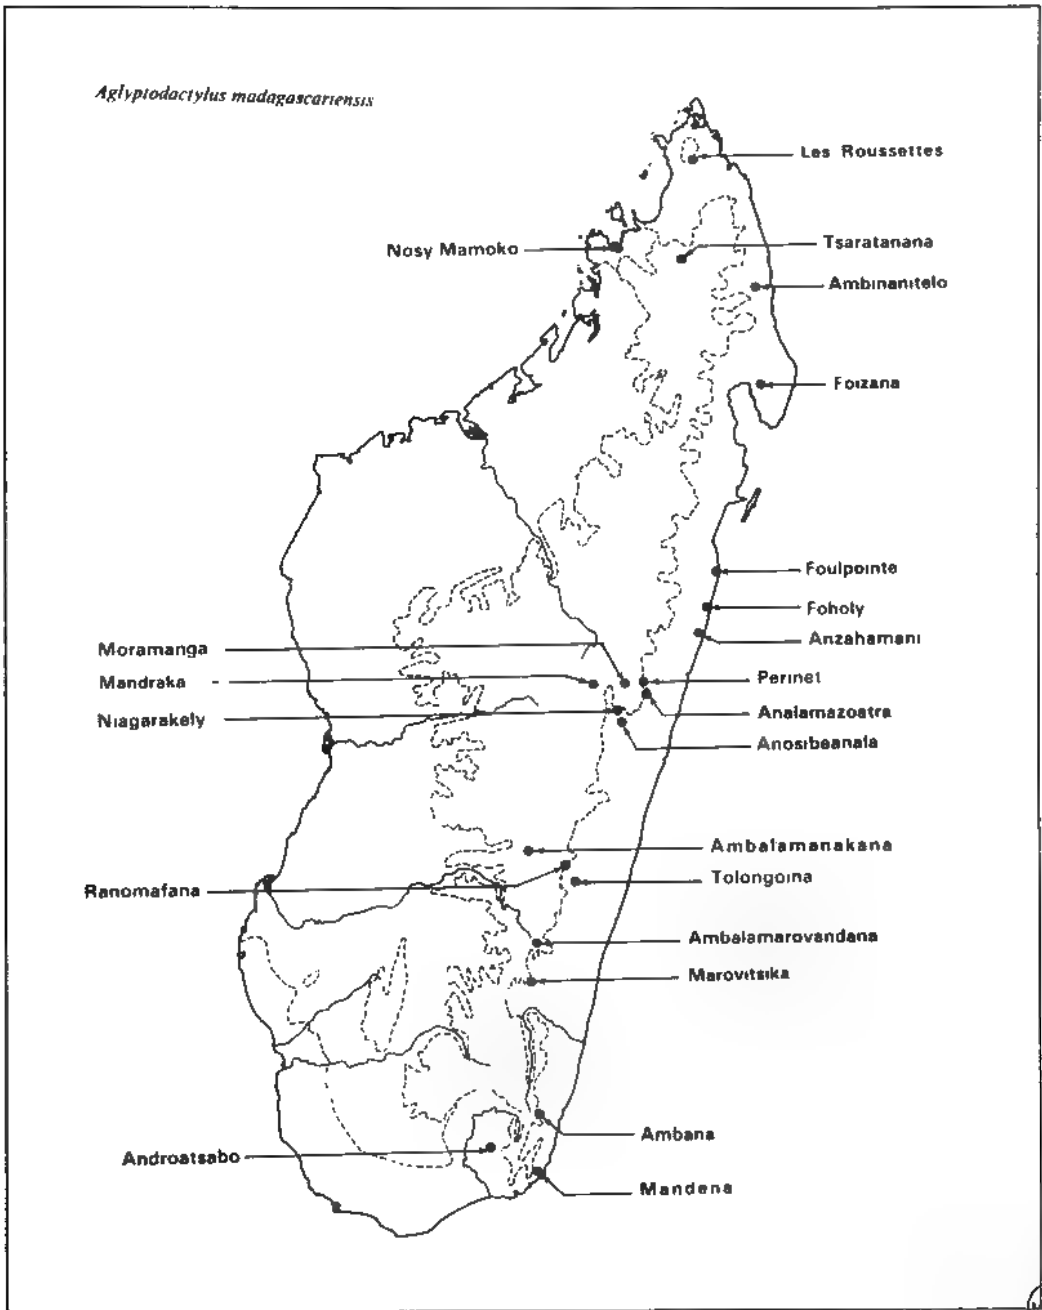 Aglyptodactylus madagascariensis
Les Roussettes
Nosy Mamoko
Tsaratanana
Ambinanitelo
Foizana
Foulpointe
Foholy
Anzahamani
Moramanga
Mandraka
Perinet
Niagarakely
Analamazoatra
Anosibeanala
Ambalamanakana
Ranomafana
Tolongoina
Ambalamarovandana
Marovitsika
Ambana
Androatsabo
Mandena